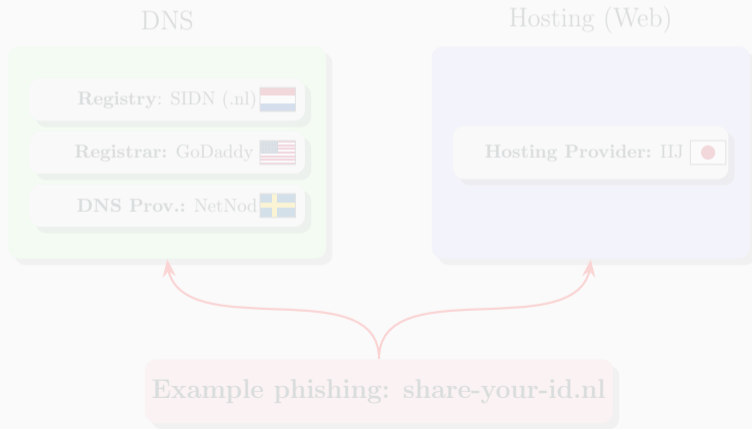 DNS
Hosting (Web)
Registry: SIDN (.nl)
Registrar: GoDaddy
DNS Prov.: NetNod
Hosting Provider: IIJ
Example phishing: share-your-id.nl